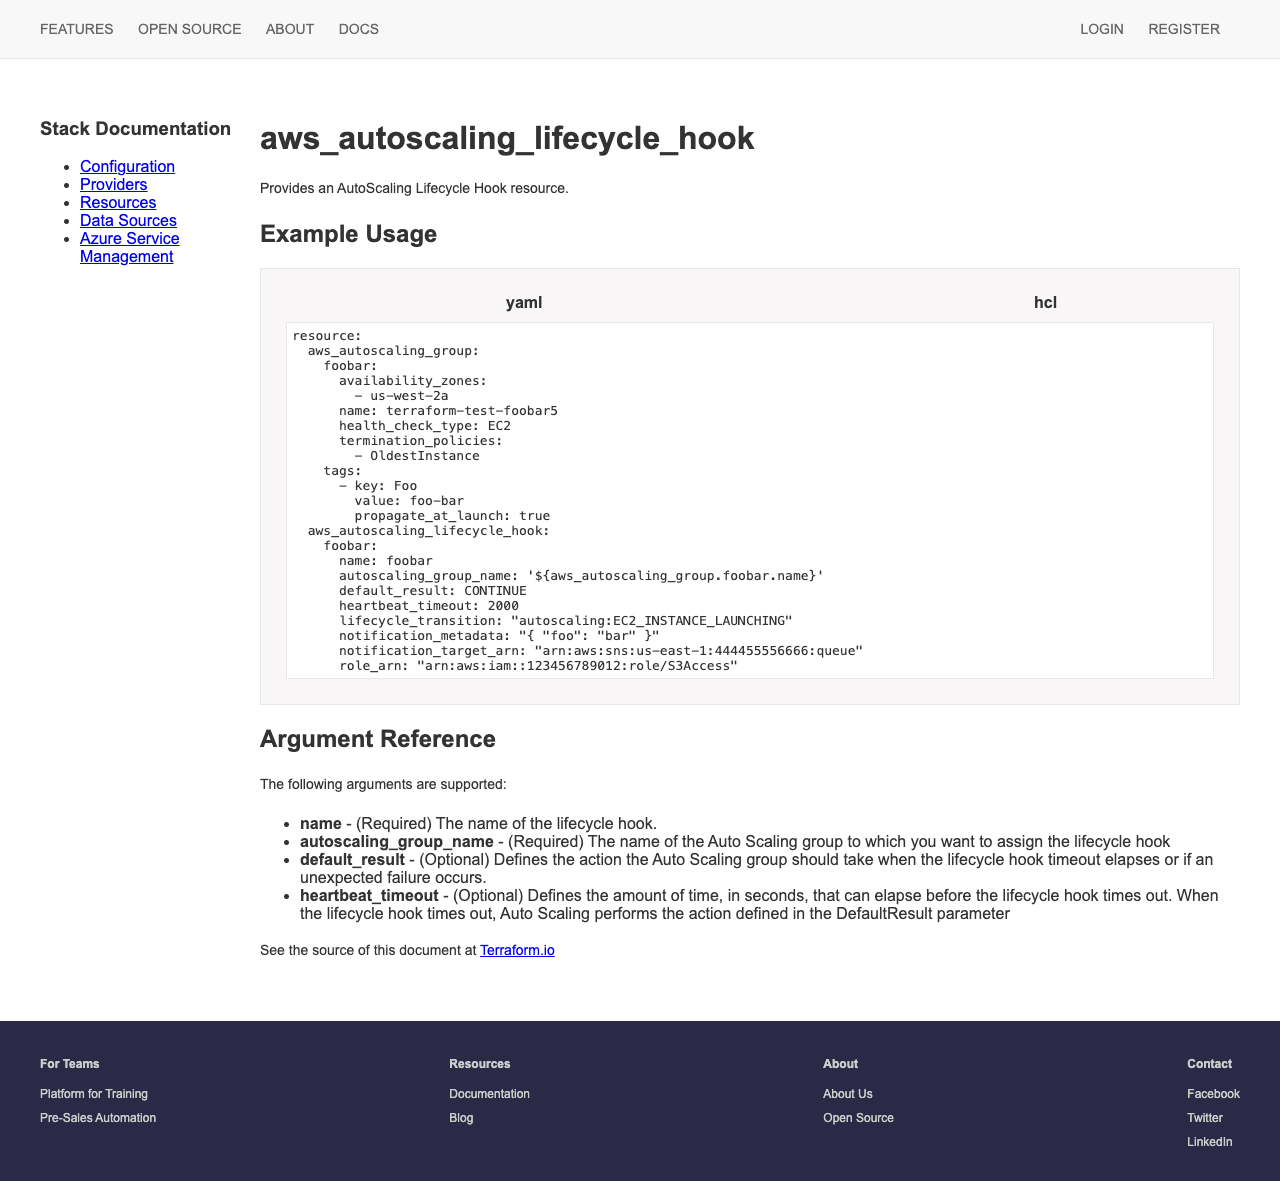 FEATURES OPEN SOURCE ABOUT DOCS LOGIN REGISTER
Stack Documentation
Configuration
Providers
Resources
Data Sources
Azure Service
Management
aws_autoscaling_lifecycle_hook
Provides an AutoScaling Lifecycle Hook resource.
Example Usage
yaml hcl
resource:
  aws_autoscaling_group:
    foobar:
      availability_zones:
        - us-west-2a
      name: terraform-test-foobar5
      health_check_type: EC2
      termination_policies:
        - OldestInstance
    tags:
      - key: Foo
        value: foo-bar
        propagate_at_launch: true
  aws_autoscaling_lifecycle_hook:
    foobar:
      name: foobar
      autoscaling_group_name: '${aws_autoscaling_group.foobar.name}'
      default_result: CONTINUE
      heartbeat_timeout: 2000
      lifecycle_transition: "autoscaling:EC2_INSTANCE_LAUNCHING"
      notification_metadata: "{ "foo": "bar" }"
      notification_target_arn: "arn:aws:sns:us-east-1:444455556666:queue"
      role_arn: "arn:aws:iam::123456789012:role/S3Access"
Argument Reference
The following arguments are supported:
name - (Required) The name of the lifecycle hook.
autoscaling_group_name - (Required) The name of the Auto Scaling group to which you want to assign the lifecycle hook
default_result - (Optional) Defines the action the Auto Scaling group should take when the lifecycle hook timeout elapses or if an
unexpected failure occurs.
heartbeat_timeout - (Optional) Defines the amount of time, in seconds, that can elapse before the lifecycle hook times out. When
the lifecycle hook times out, Auto Scaling performs the action defined in the DefaultResult parameter
See the source of this document at Terraform.io
For Teams
Platform for Training
Pre-Sales Automation
Resources
Documentation
Blog
About
About Us
Open Source
Contact
Facebook
Twitter
LinkedIn